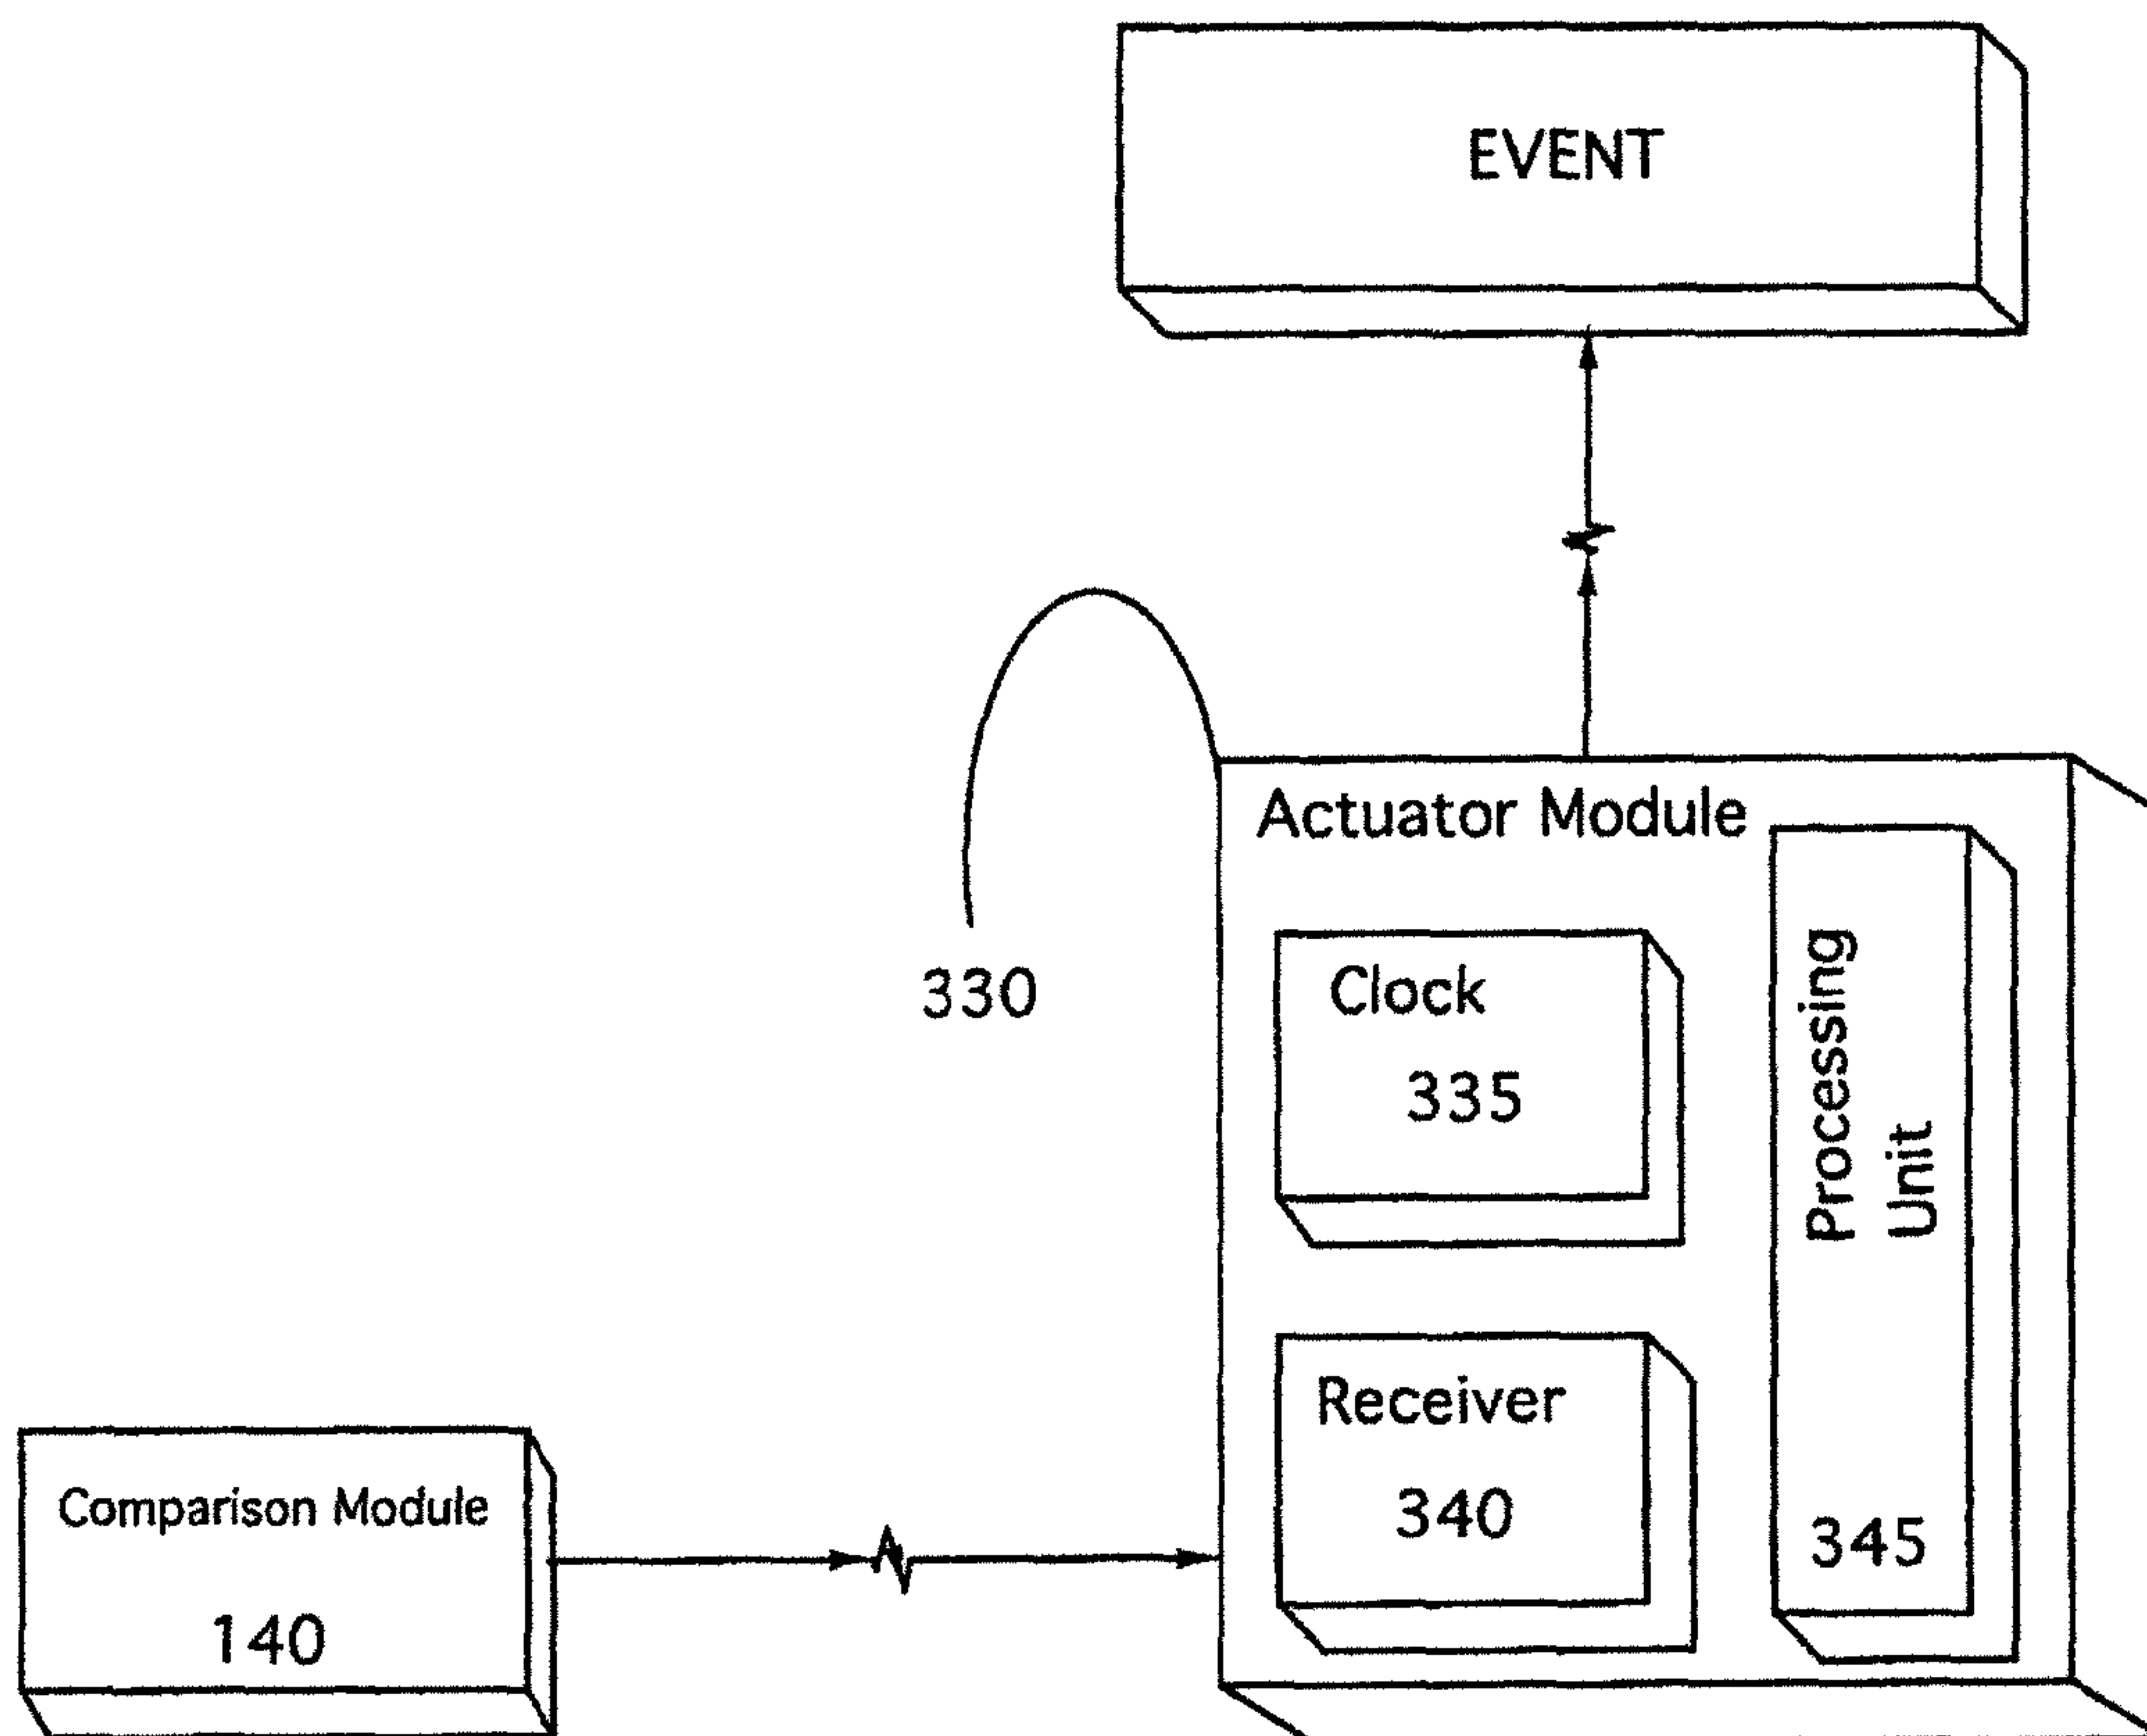 EVENT
Actuator Module
330
Clock
335
Processing
Unit
345
Receiver
340
Comparison Module
140